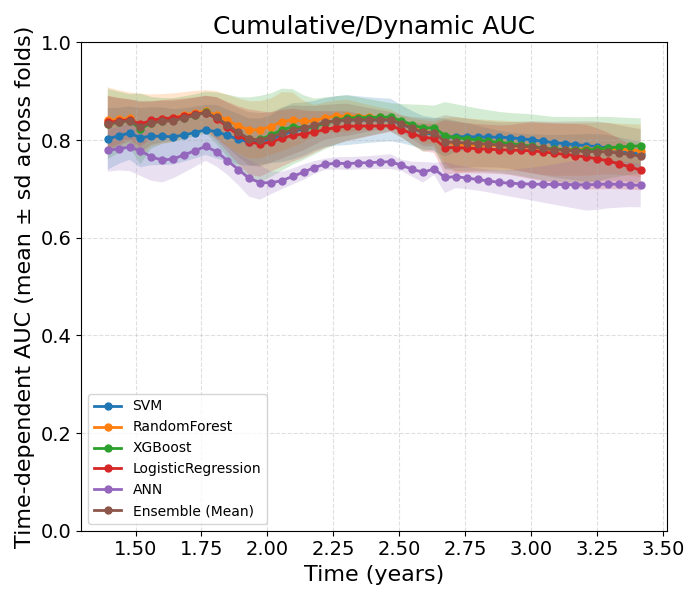 Cumulative/Dynamic AUC
Time-dependent AUC (mean ± sd across folds)
1.0
0.8
0.6
0.4
0.2
0.0
SVM
RandomForest
XGBoost
LogisticRegression
ANN
Ensemble (Mean)
1.50 1.75 2.00 2.25 2.50 2.75 3.00 3.25 3.50
Time (years)